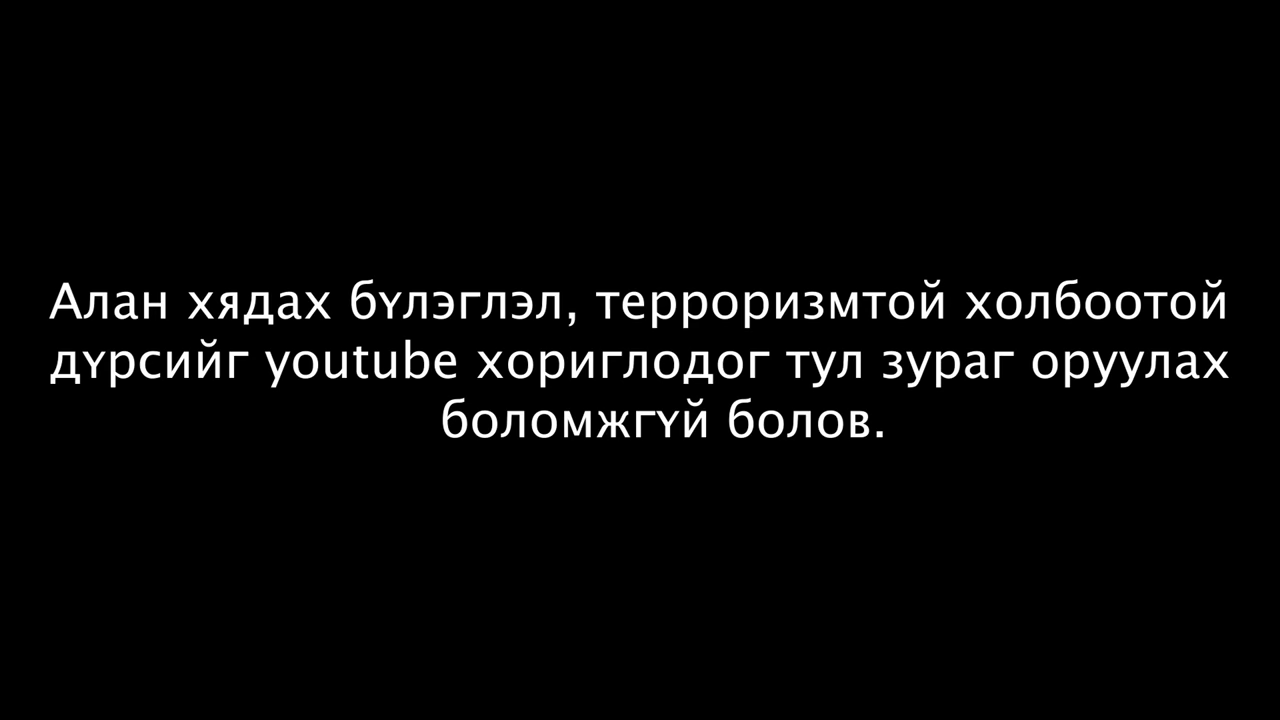 Алан хядах бүлэглэл, терроризмтой холбоотой
дүрсийг youtube хориглодог тул зураг оруулах
боломжгүй болов.